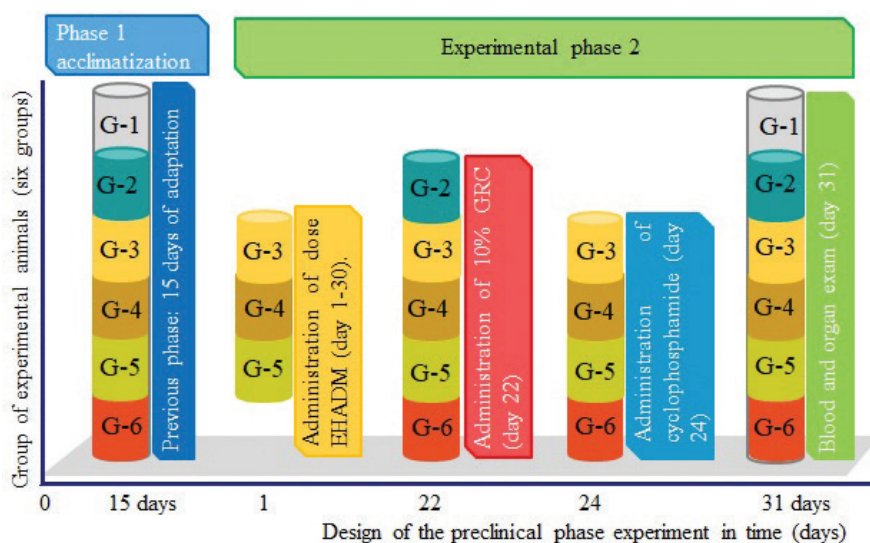 Phase 1
acclimatization
Experimental phase 2
Group of experimental animals (six groups)
G-1
G-2
G-3
G-4
G-5
G-6
Previous phase: 15 days of adaptation
G-3
G-4
G-5
Administration of dose
EHADM (day 1-30).
G-2
G-3
G-4
G-5
G-6
Administration of 10% GRC
(day 22)
G-3
G-4
G-5
G-6
Administration of
cyclophosphamide (day
24)
G-1
G-2
G-3
G-4
G-5
G-6
Blood and organ exam (day 31)
0 15 days 1 22 24 31 days
Design of the preclinical phase experiment in time (days)